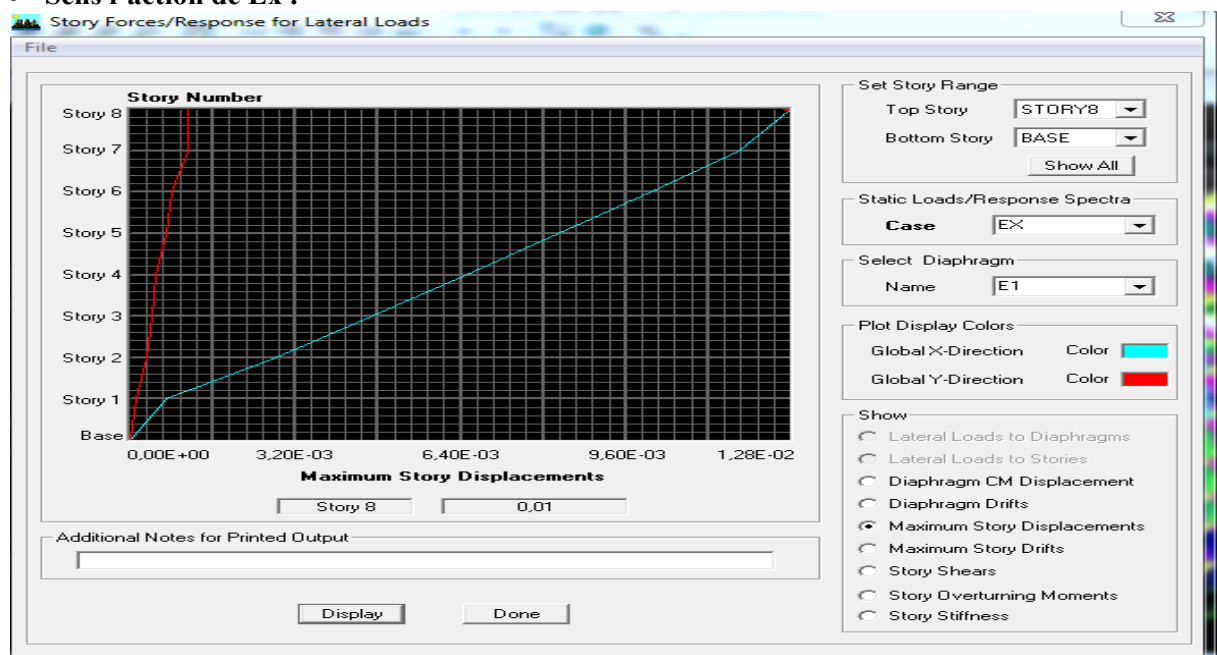 • Sens l'action de Ex :
Story Forces/Response for Lateral Loads
File
Story Number
Story 8
Story 7
Story 6
Story 5
Story 4
Story 3
Story 2
Story 1
Base
0,00E+00 3,20E-03 6,40E-03 9,60E-03 1,28E-02
Maximum Story Displacements
Story 8 0,01
Additional Notes for Printed Output
Display Done
Set Story Range
Top Story STORY8
Bottom Story BASE
Show All
Static Loads/Response Spectra
Case EX
Select Diaphragm
Name E1
Plot Display Colors
Global X-Direction Color
Global Y-Direction Color
Show
Lateral Loads to Diaphragms
Lateral Loads to Stories
Diaphragm CM Displacement
Diaphragm Drifts
Maximum Story Displacements
Maximum Story Drifts
Story Shears
Story Overturning Moments
Story Stiffness